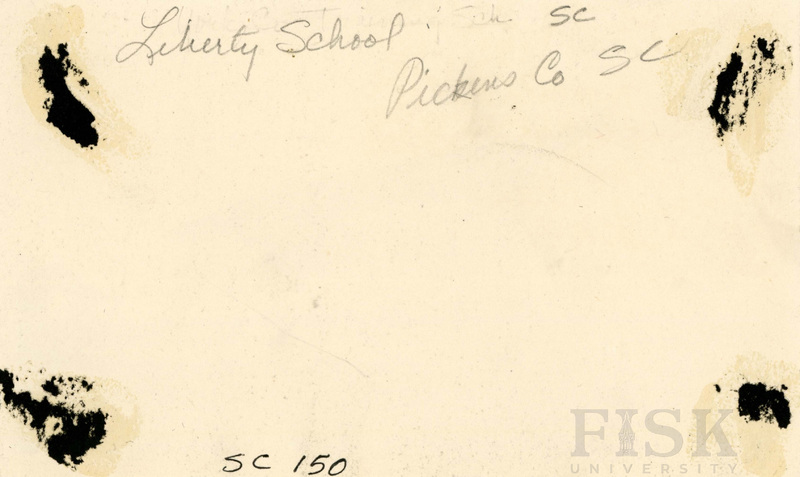 Liberty School SC
Pickens Co SC
SC 150
FISK
UNIVERSITY